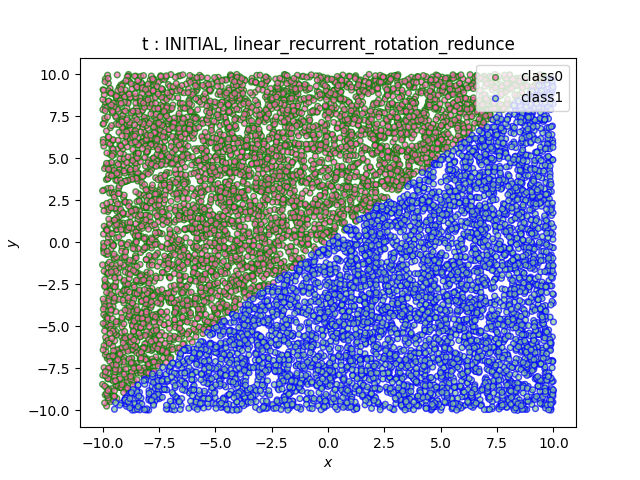 t : INITIAL, linear_recurrent_rotation_redunce
class0
class1
10.0
7.5
5.0
2.5
0.0
−2.5
−5.0
−7.5
−10.0
y
−10.0 −7.5 −5.0 −2.5 0.0 2.5 5.0 7.5 10.0
x